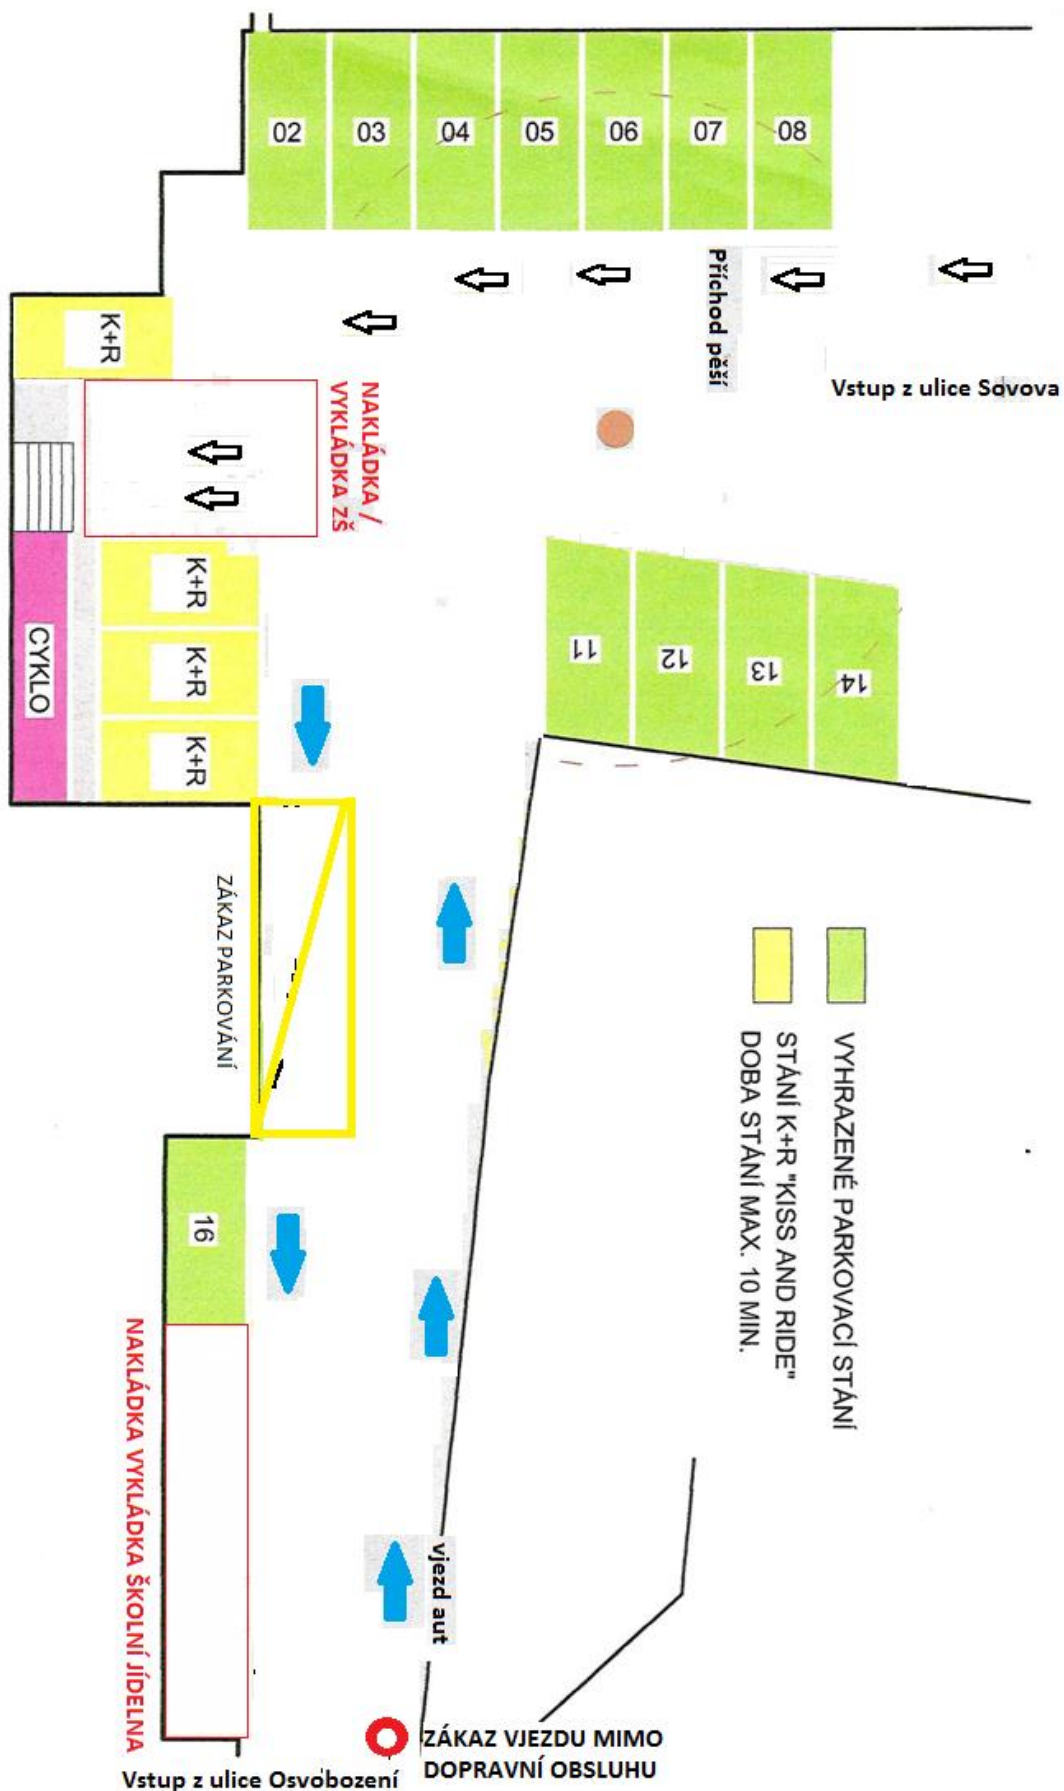 02
03
04
05
06
07
08
Příchod pěší
Vstup z ulice Sovova
K+R
NAKLÁDKA /
VYKLÁDKA ZŠ
K+R
K+R
K+R
CYKLO
11
12
13
14
ZÁKAZ PARKOVÁNÍ
VYHRAZENÉ PARKOVACÍ STÁNÍ
STÁNÍ K+R "KISS AND RIDE"
DOBA STÁNÍ MAX. 10 MIN.
16
NAKLÁDKA VYKLÁDKA ŠKOLNÍ JÍDELNA
vjezd aut
ZÁKAZ VJEZDU MIMO
DOPRAVNÍ OBSLUHU
Vstup z ulice Osvobození